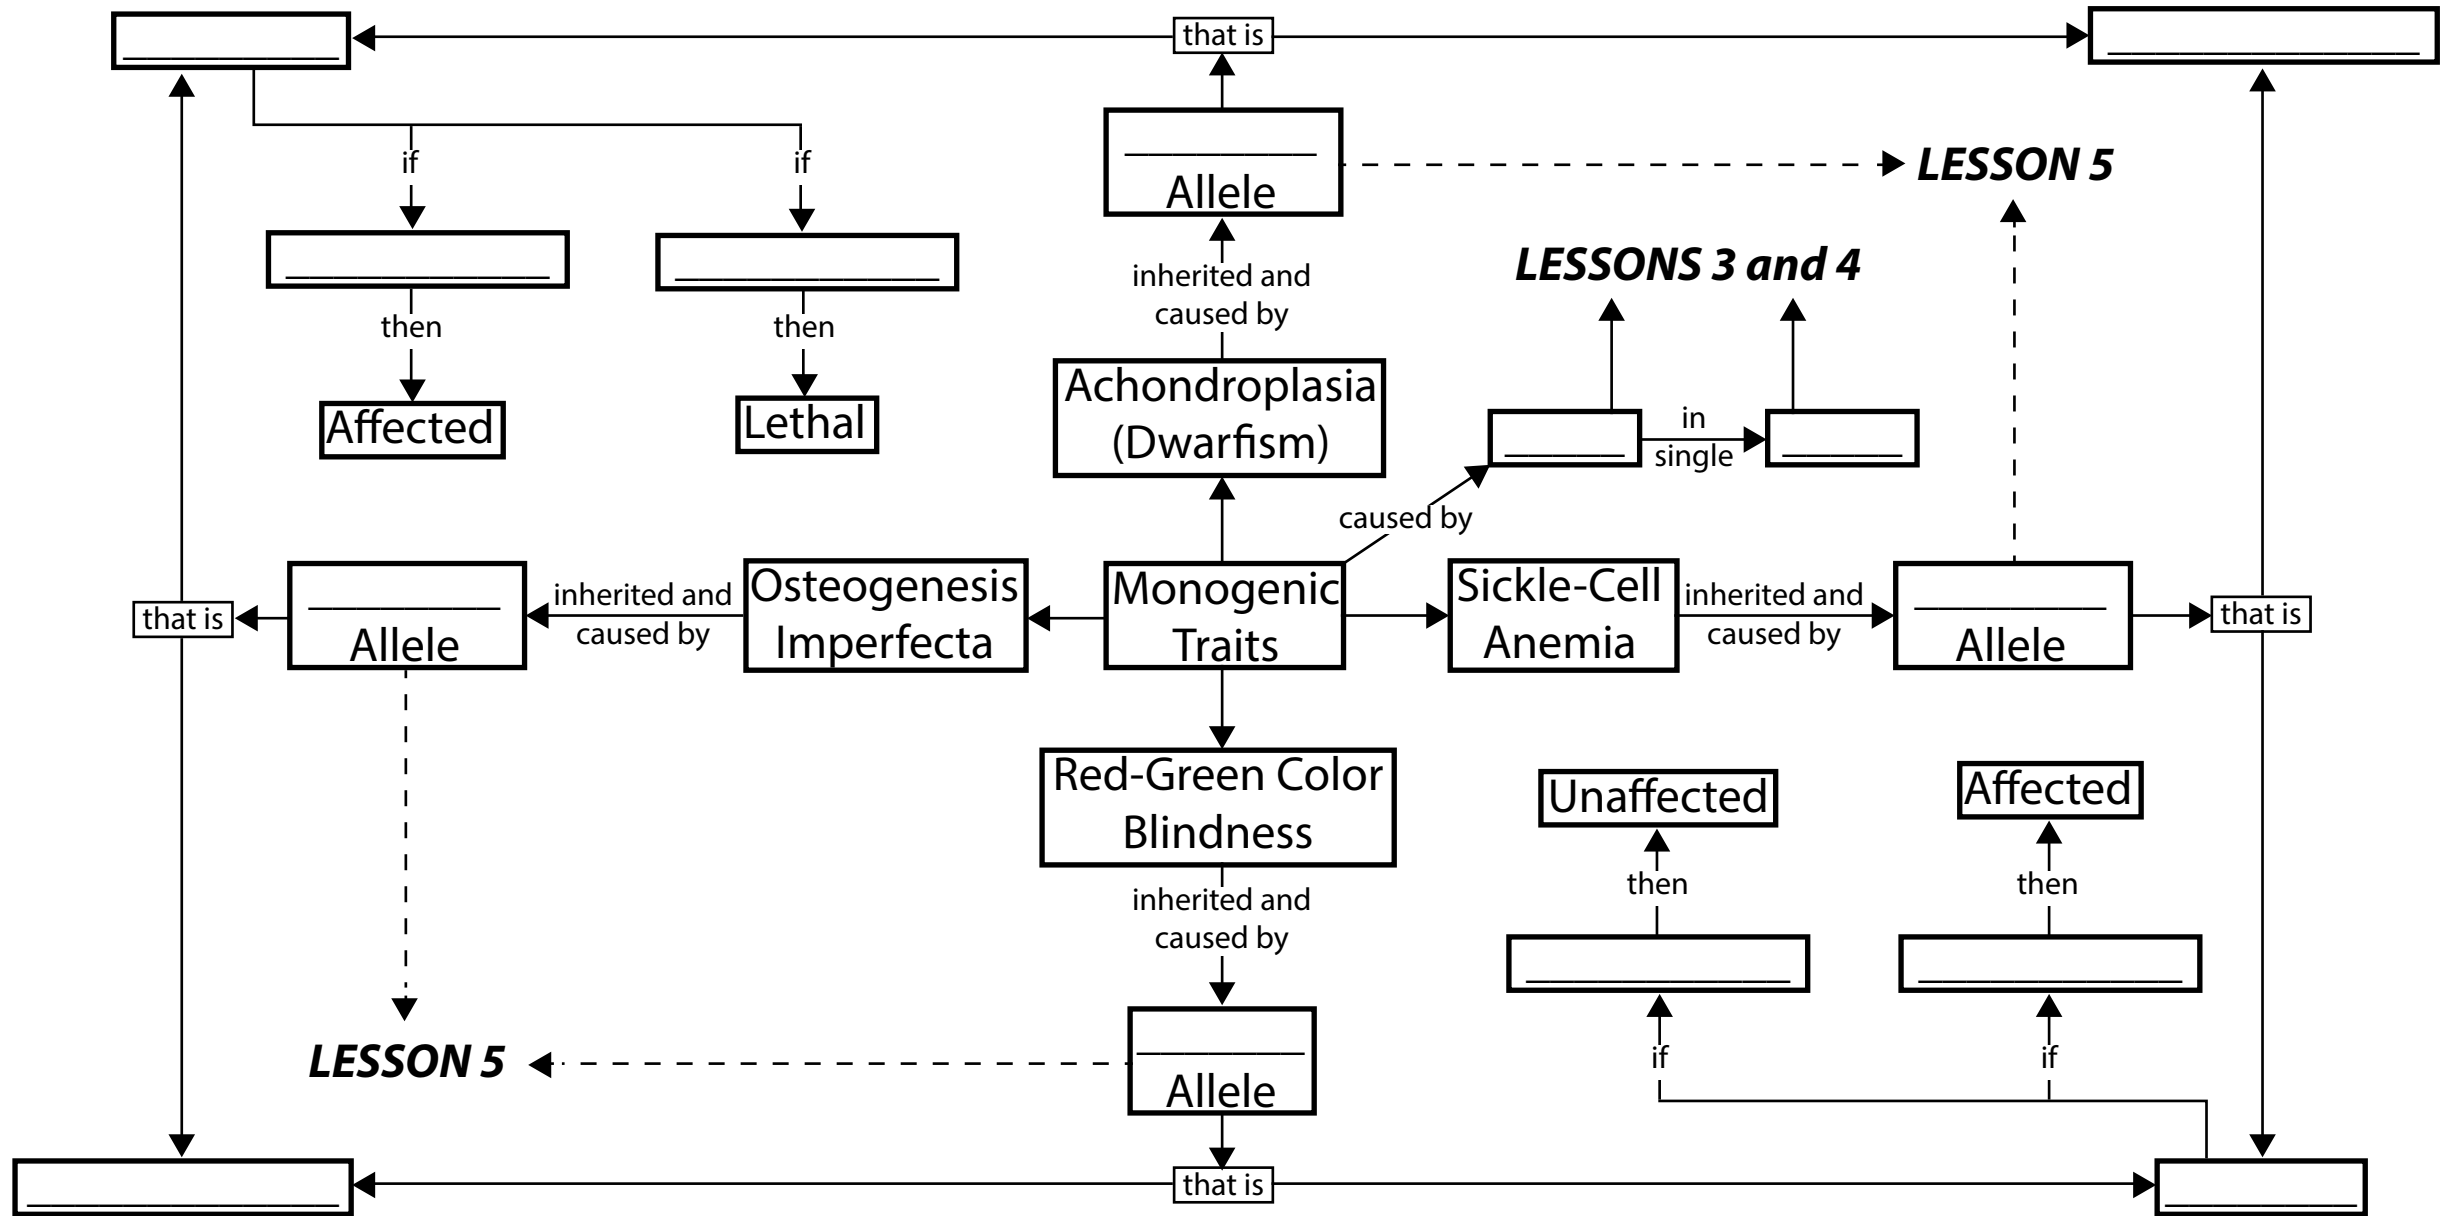 that is
if
if
Allele
LESSON 5
LESSONS 3 and 4
inherited and
caused by
then
then
Affected
Lethal
Achondroplasia
(Dwarfism)
in
single
caused by
that is
Allele
inherited and
caused by
Osteogenesis
Imperfecta
Monogenic
Traits
Sickle-Cell
Anemia
inherited and
caused by
Allele
that is
Red-Green Color
Blindness
Unaffected
Affected
inherited and
caused by
then
then
LESSON 5
Allele
if
if
that is